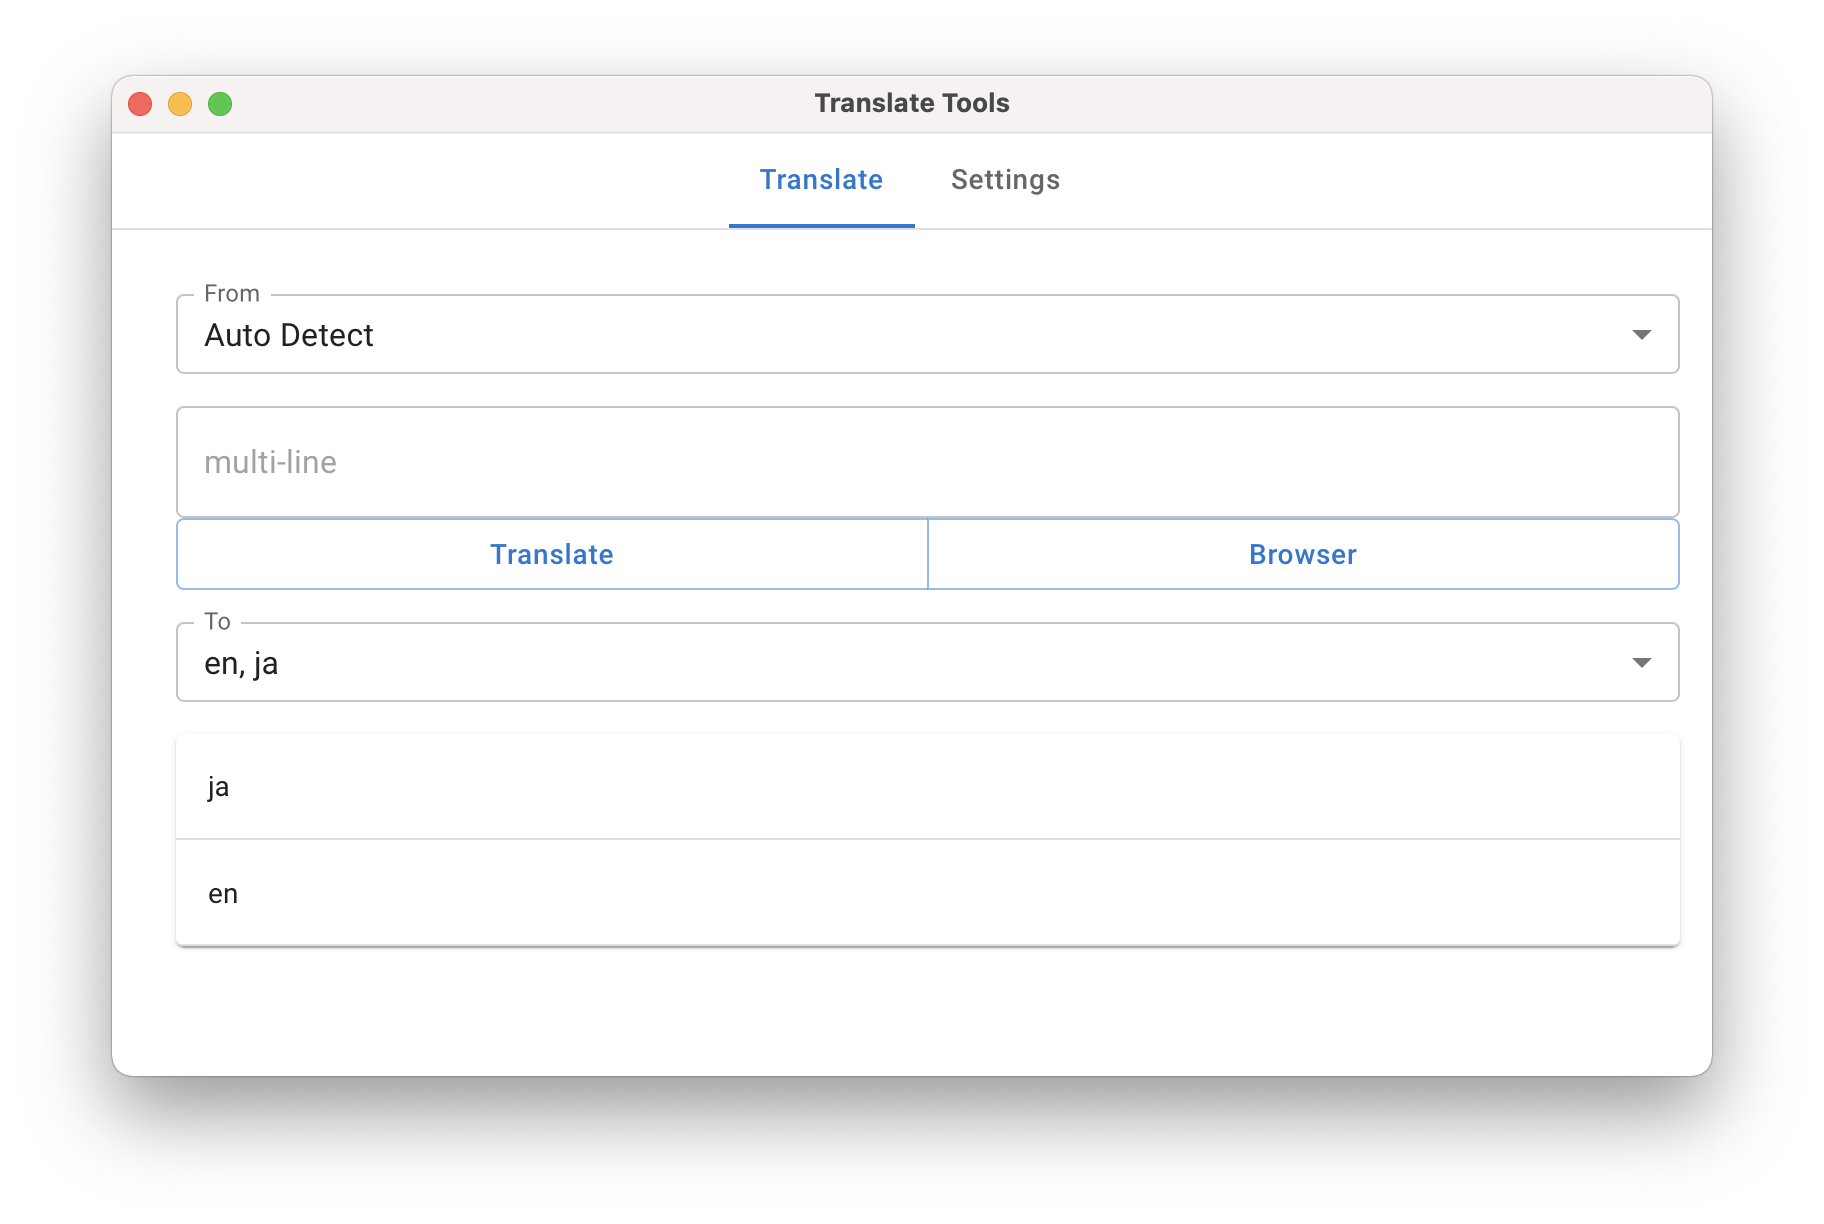 Translate Tools
Translate Settings
From
Auto Detect
multi-line
Translate Browser
To
en, ja
ja
en